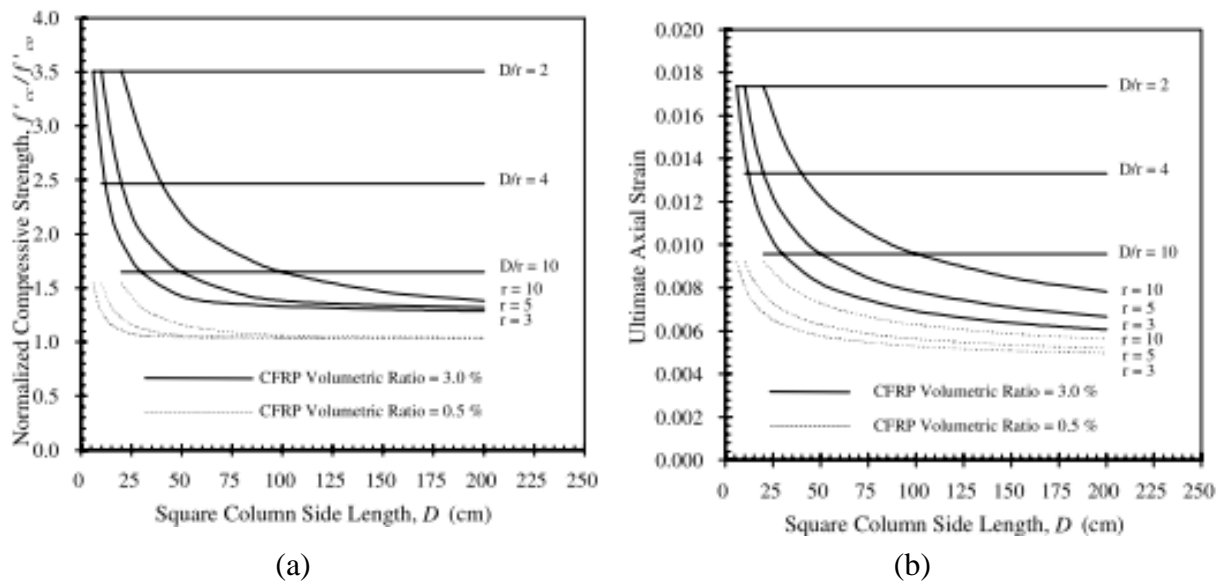 4.0
3.5
3.0
2.5
2.0
1.5
1.0
0.5
0.0
Normalized Compressive Strength, f'cc/f'co
D/r = 2
D/r = 4
D/r = 10
r = 10
r = 5
r = 3
CFRP Volumetric Ratio = 3.0 %
CFRP Volumetric Ratio = 0.5 %
0 25 50 75 100 125 150 175 200 225 250
Square Column Side Length, D (cm)
(a)
0.020
0.018
0.016
0.014
0.012
0.010
0.008
0.006
0.004
0.002
0.000
Ultimate Axial Strain
D/r = 2
D/r = 4
D/r = 10
r = 10
r = 5
r = 3
r = 10
r = 5
r = 3
CFRP Volumetric Ratio = 3.0 %
CFRP Volumetric Ratio = 0.5 %
0 25 50 75 100 125 150 175 200 225 250
Square Column Side Length, D (cm)
(b)